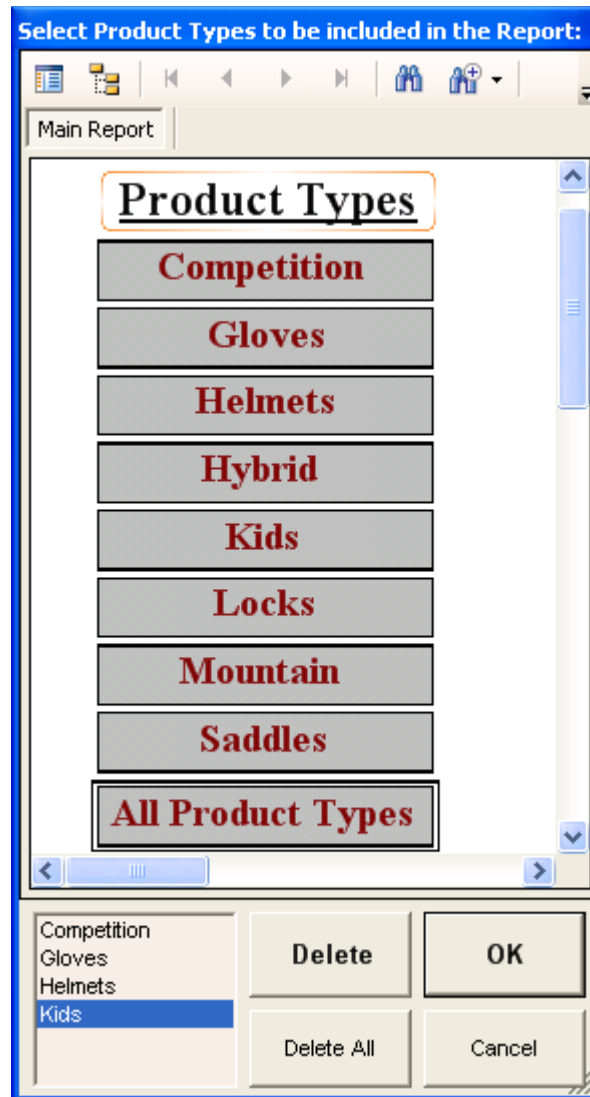 Select Product Types to be included in the Report:
Main Report
Product Types
Competition
Gloves
Helmets
Hybrid
Kids
Locks
Mountain
Saddles
All Product Types
Competition
Gloves
Helmets
Kids
Delete
OK
Delete All
Cancel